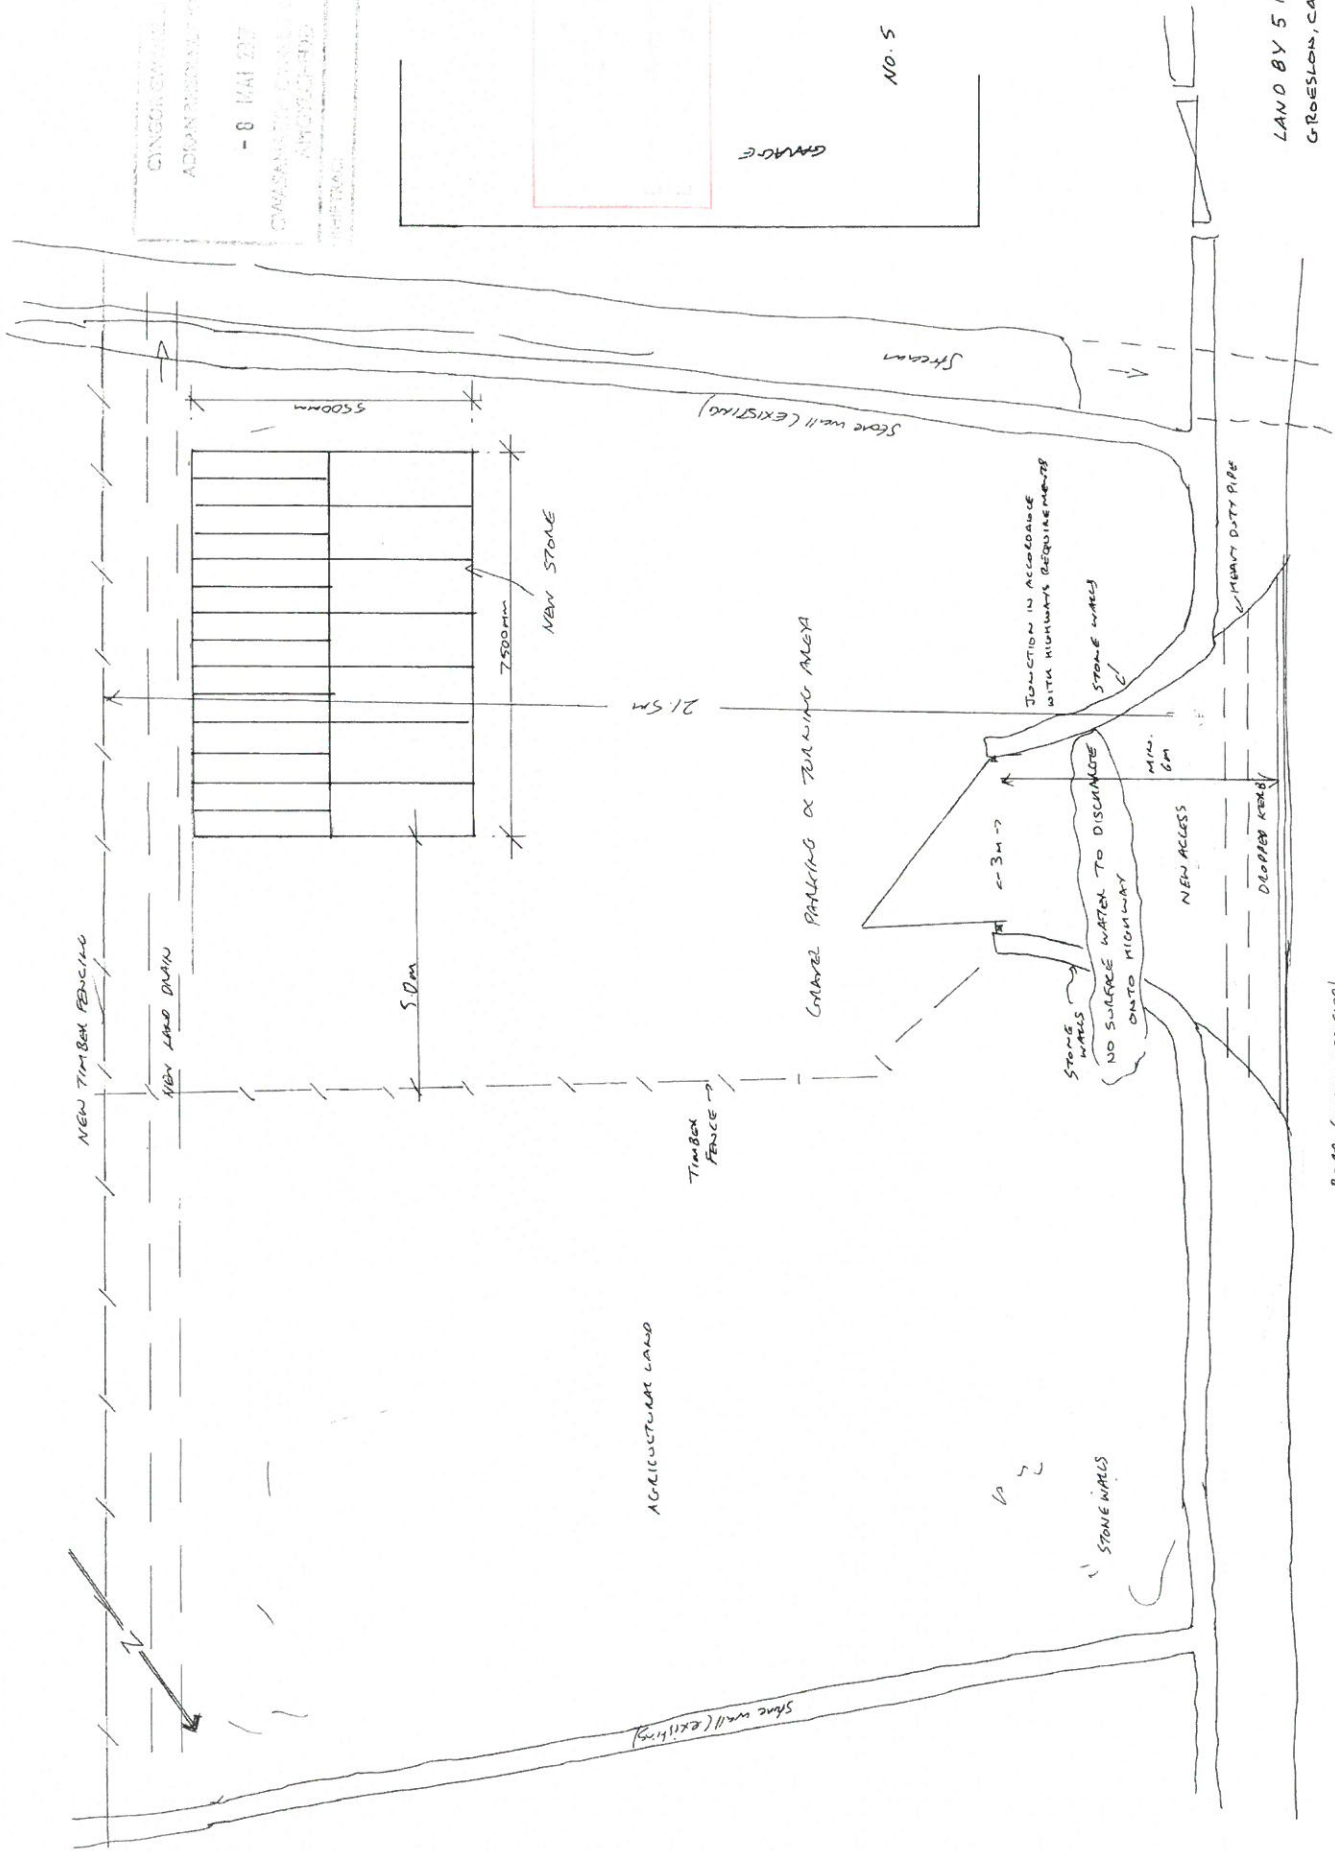 NEW TIMBER FENCING
NEW LAND DRAIN
5500mm
7500mm
NEW STORE
5.0m
21.5m
- 8 MAI
GARAGE
NO. 5
Stream
Stone wall (EXISTING)
GRAVEL PARKING & TURNING AREA
TIMBER
FENCE →
AGRICULTURAL LAND
JUNCTION IN ACCORDANCE
WITH HIGHWAYS REQUIREMENTS
STONE WALLS
← 3m →
STONE
WALLS
NO SURFACE WATER TO DISCHARGE
ONTO HIGHWAY
MIN.
6M
NEW ACCESS
DROPPED KERB
HEAVY DUTY PIPE
STONE WALLS
Stone wall (existing)
N
LAND BY 5
GROESLON,